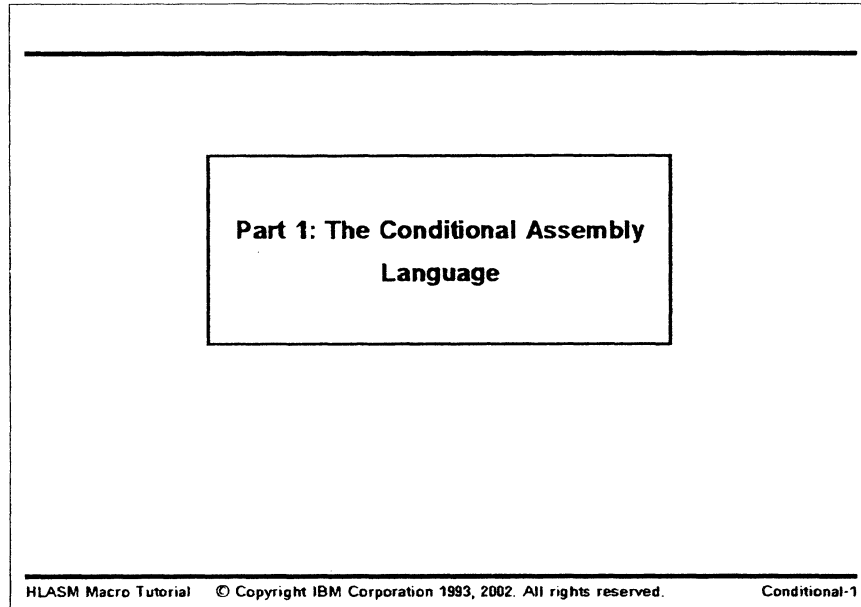 Part 1: The Conditional Assembly
Language
HLASM Macro Tutorial © Copyright IBM Corporation 1993, 2002. All rights reserved. Conditional-1